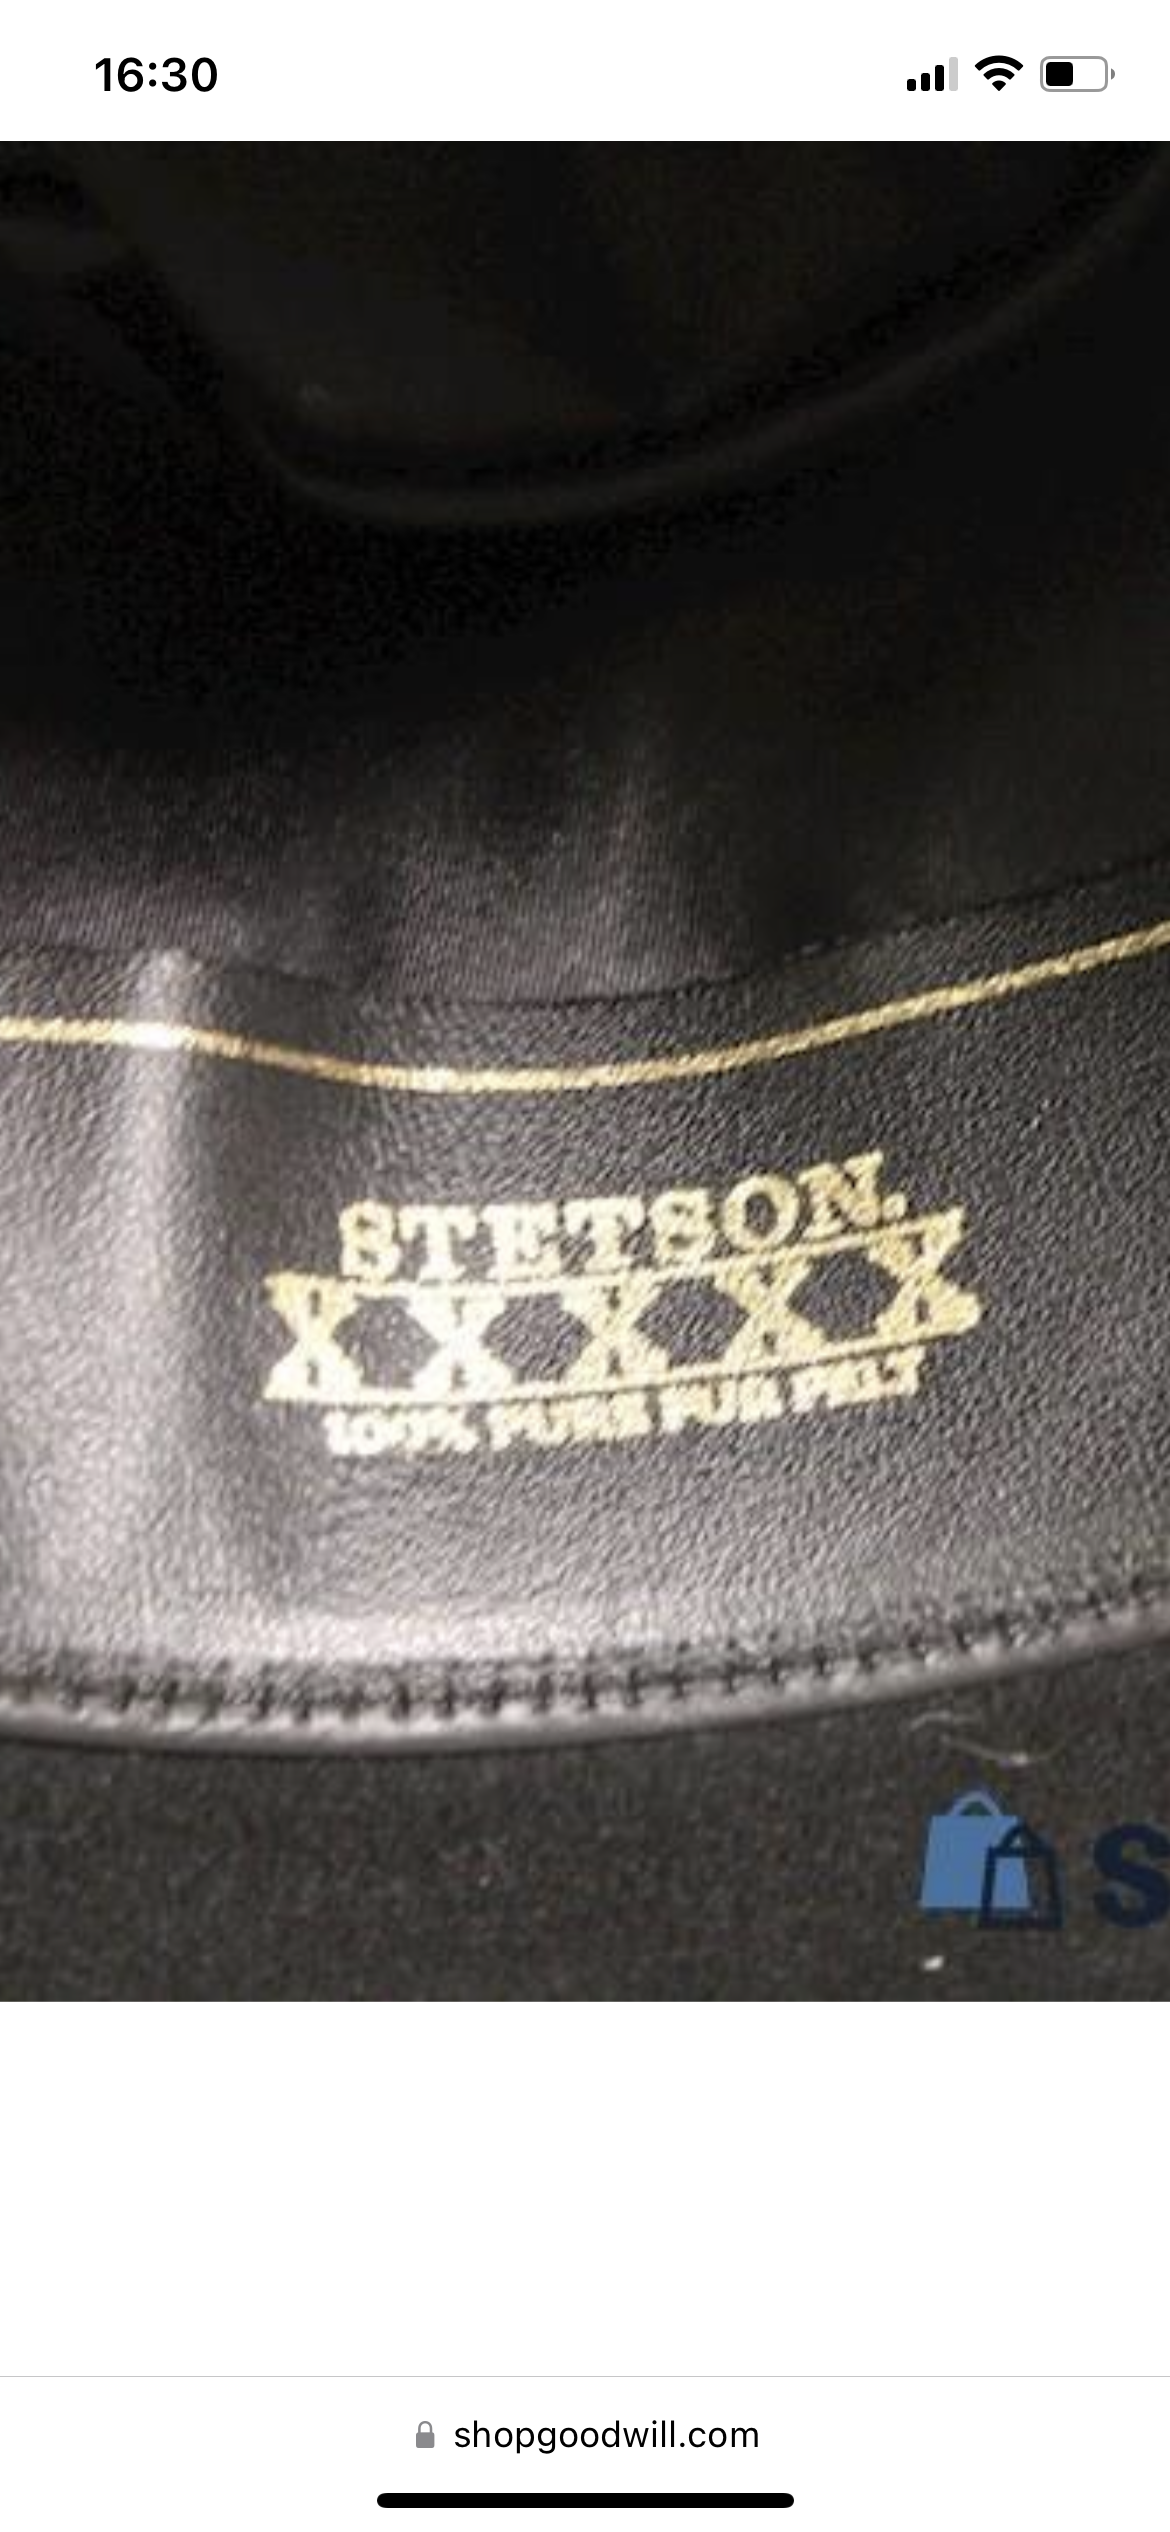 16:30
STETSON.
XXXXX
100% PURE FUR FELT
S
shopgoodwill.com